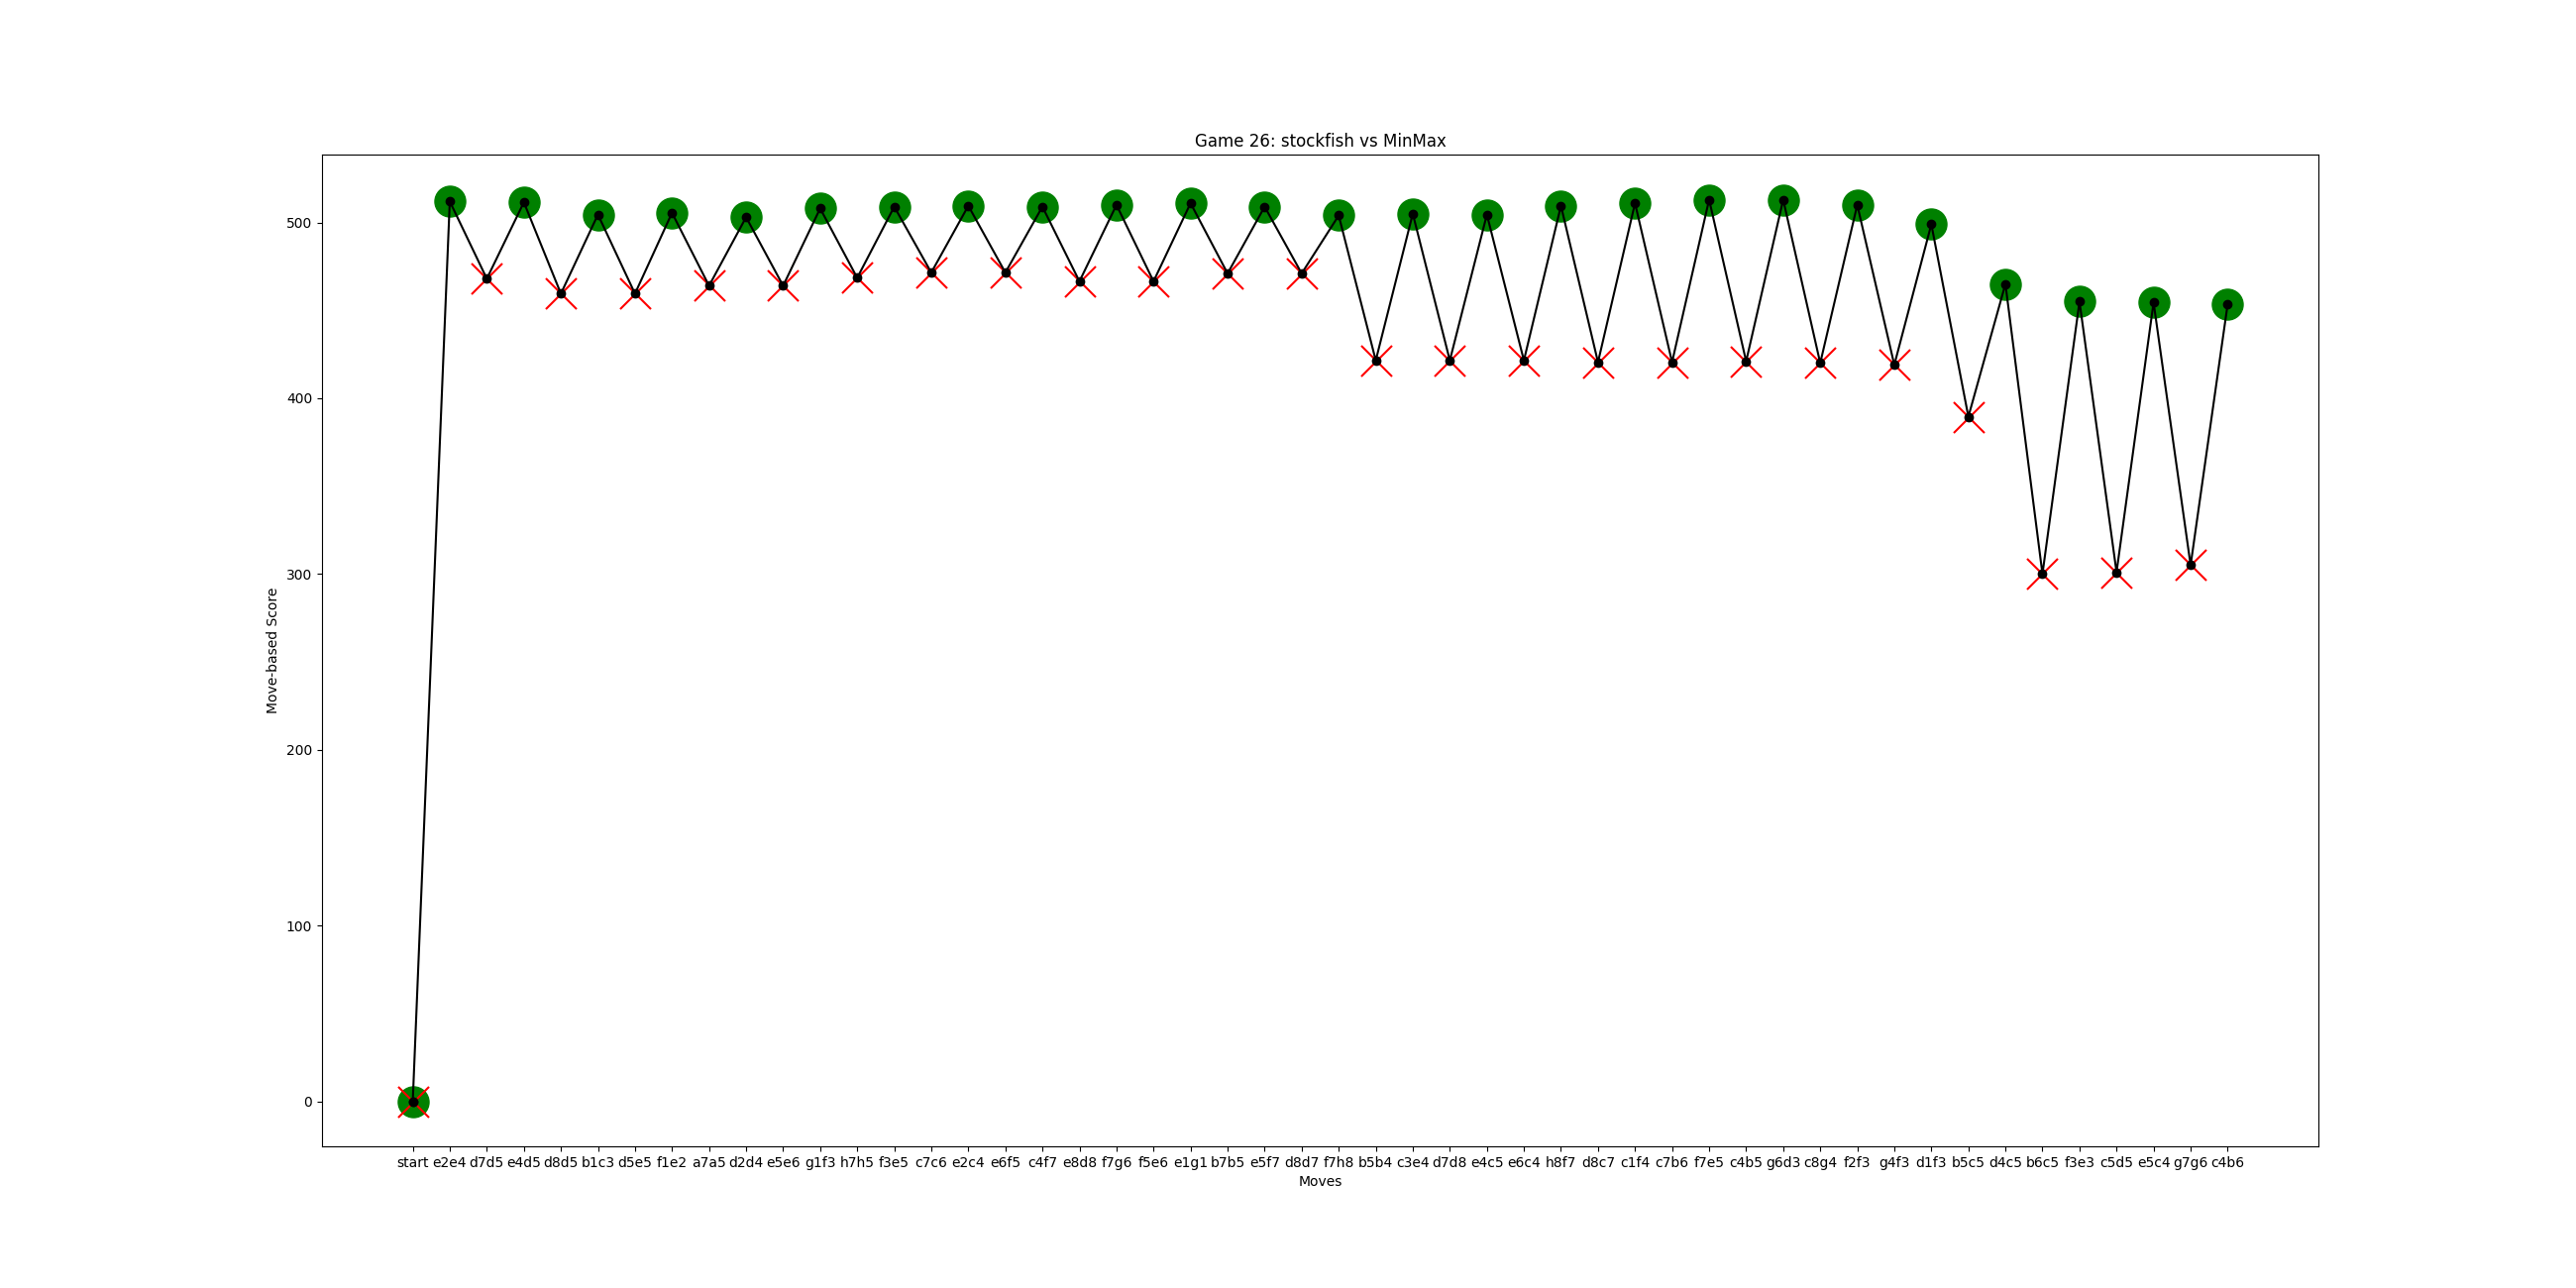 Game 26: stockfish vs MinMax
500
400
300
200
100
0
Move-based Score
start e2e4 d7d5 e4d5 d8d5 b1c3 d5e5 f1e2 a7a5 d2d4 e5e6 g1f3 h7h5 f3e5 c7c6 e2c4 e6f5 c4f7 e8d8 f7g6 f5e6 e1g1 b7b5 e5f7 d8d7 f7h8 b5b4 c3e4 d7d8 e4c5 e6c4 h8f7 d8c7 c1f4 c7b6 f7e5 c4b5 g6d3 c8g4 f2f3 g4f3 d1f3 b5c5 d4c5 b6c5 f3e3 c5d5 e5c4 g7g6 c4b6
Moves